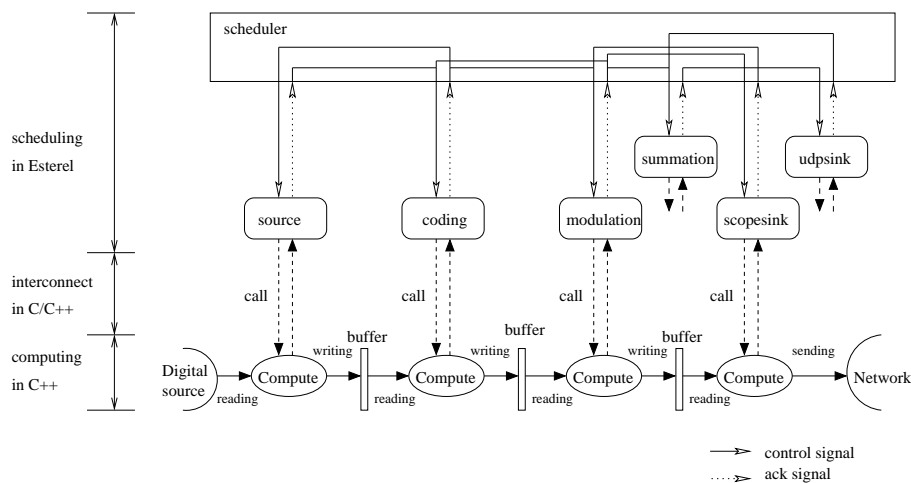 scheduler
scheduling
in Esterel
summation
udpsink
source
coding
modulation
scopesink
interconnect
in C/C++
call
call
call
call
computing
in C++
buffer
buffer
buffer
writing
writing
writing
sending
Digital
source
Compute
Compute
Compute
Compute
Network
reading
reading
reading
reading
control signal
ack signal